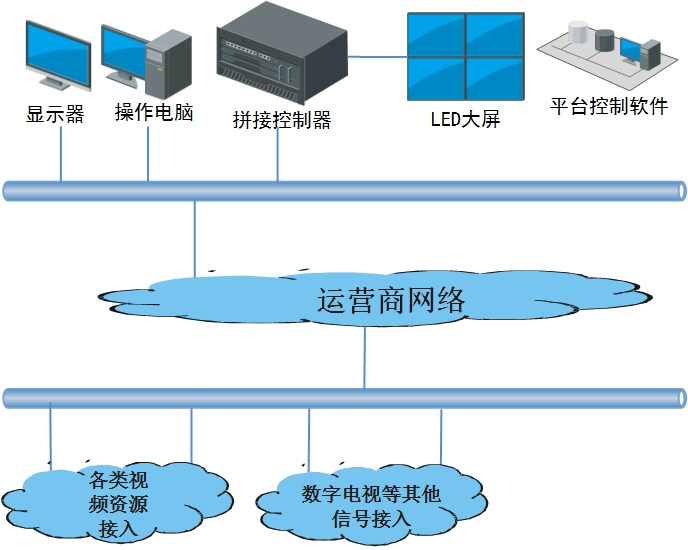 显示器
操作电脑
拼接控制器
LED大屏
平台控制软件
运营商网络
各类视
频资源
接入
数字电视等其他
信号接入